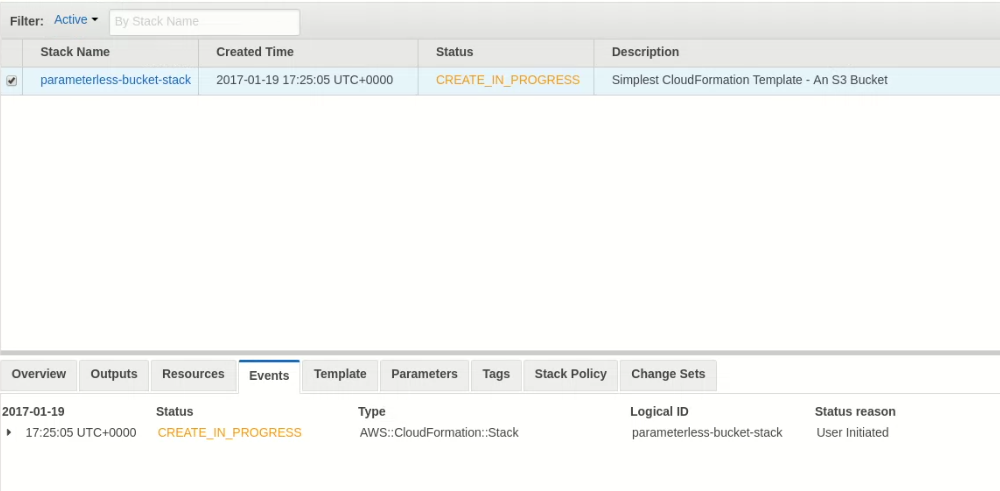 Filter: Active By Stack Name
Stack Name Created Time Status Description
parameterless-bucket-stack 2017-01-19 17:25:05 UTC+0000 CREATE_IN_PROGRESS Simplest CloudFormation Template - An S3 Bucket
Overview Outputs Resources Events Template Parameters Tags Stack Policy Change Sets
2017-01-19 Status Type Logical ID Status reason
17:25:05 UTC+0000 CREATE_IN_PROGRESS AWS::CloudFormation::Stack parameterless-bucket-stack User Initiated